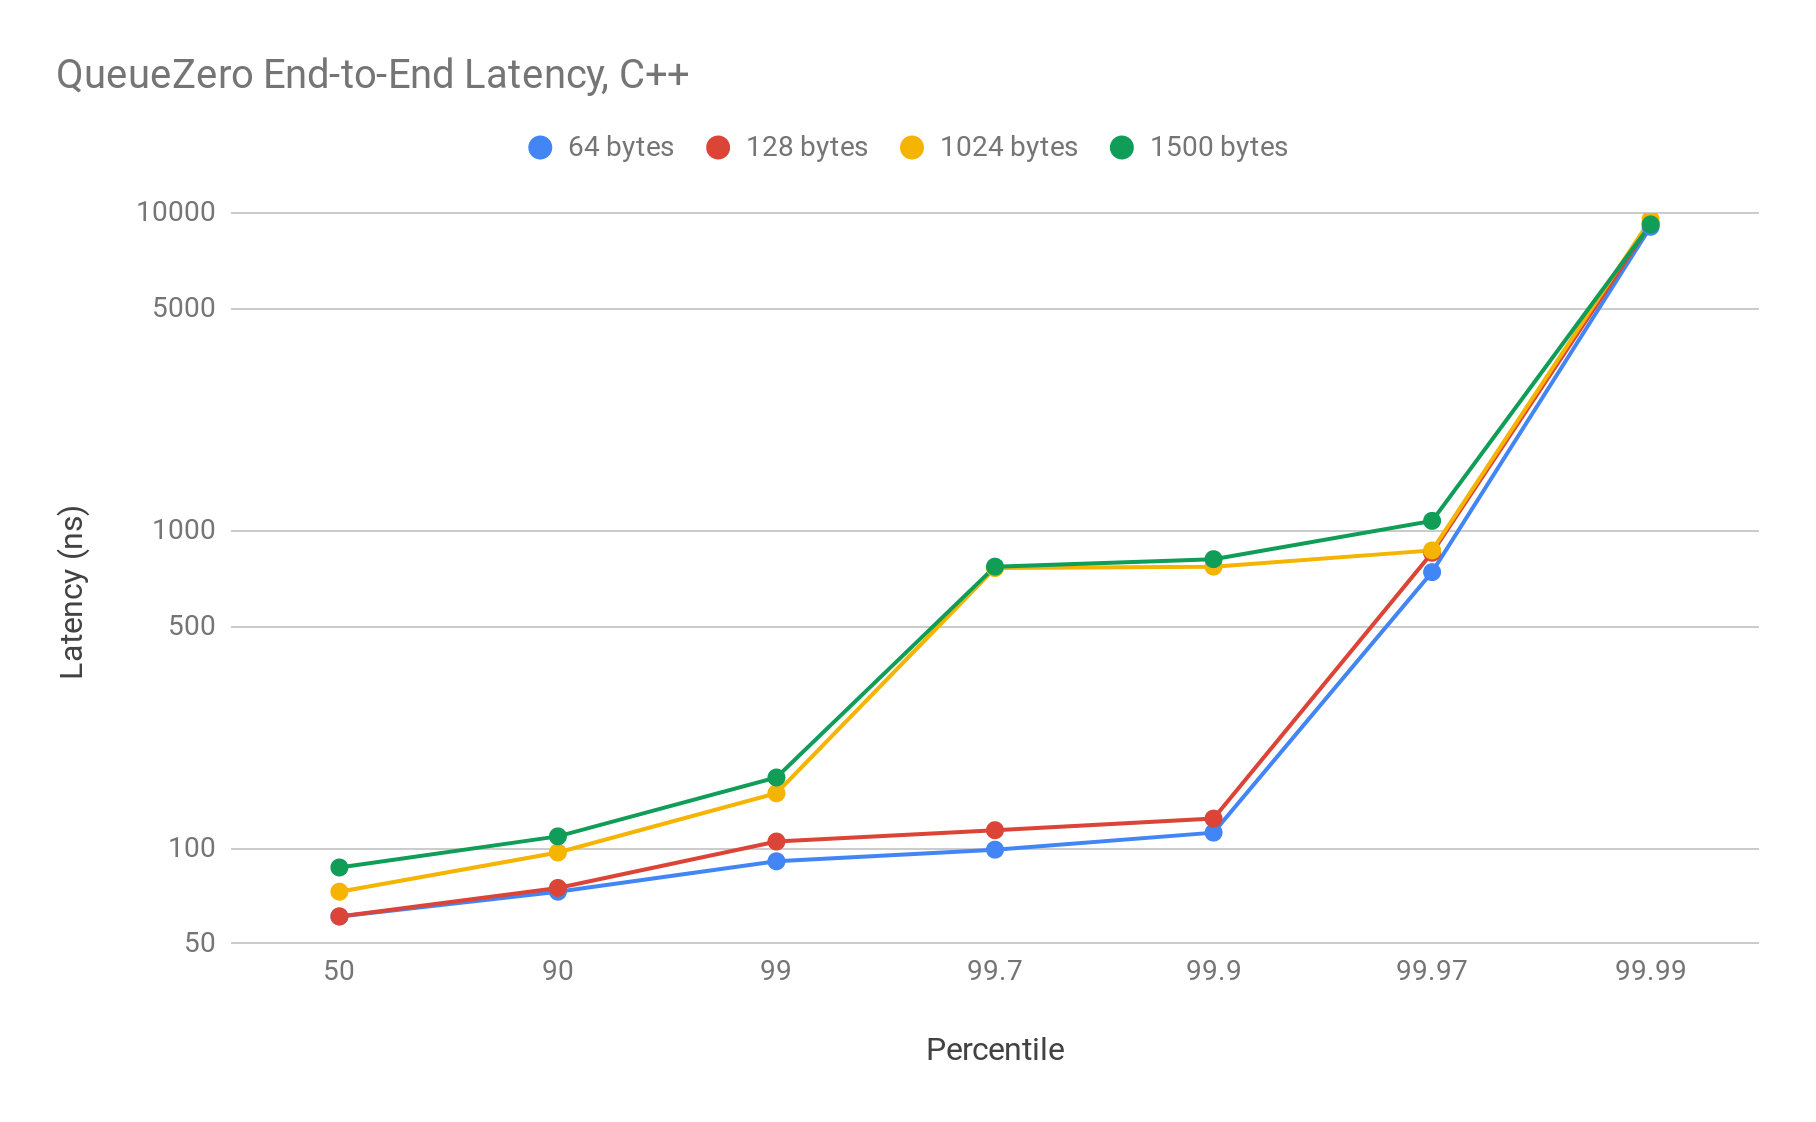 QueueZero End-to-End Latency, C++
64 bytes 128 bytes 1024 bytes 1500 bytes
10000
5000
1000
500
100
50
Latency (ns)
50 90 99 99.7 99.9 99.97 99.99
Percentile